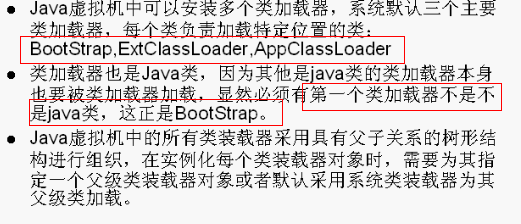 ● Java虚拟机中可以安装多个类加载器，系统默认三个主要
类加载器，每个类负责加载特定位置的类：
BootStrap,ExtClassLoader,AppClassLoader
● 类加载器也是Java类，因为其他是java类的类加载器本身
也要被类加载器加载，显然必须有第一个类加载器不是不
是java类，这正是BootStrap。
● Java虚拟机中的所有类装载器采用具有父子关系的树形结
构进行组织，在实例化每个类装载器对象时，需要为其指
定一个父级类装载器对象或者默认采用系统类装载器为其
父级类加载。